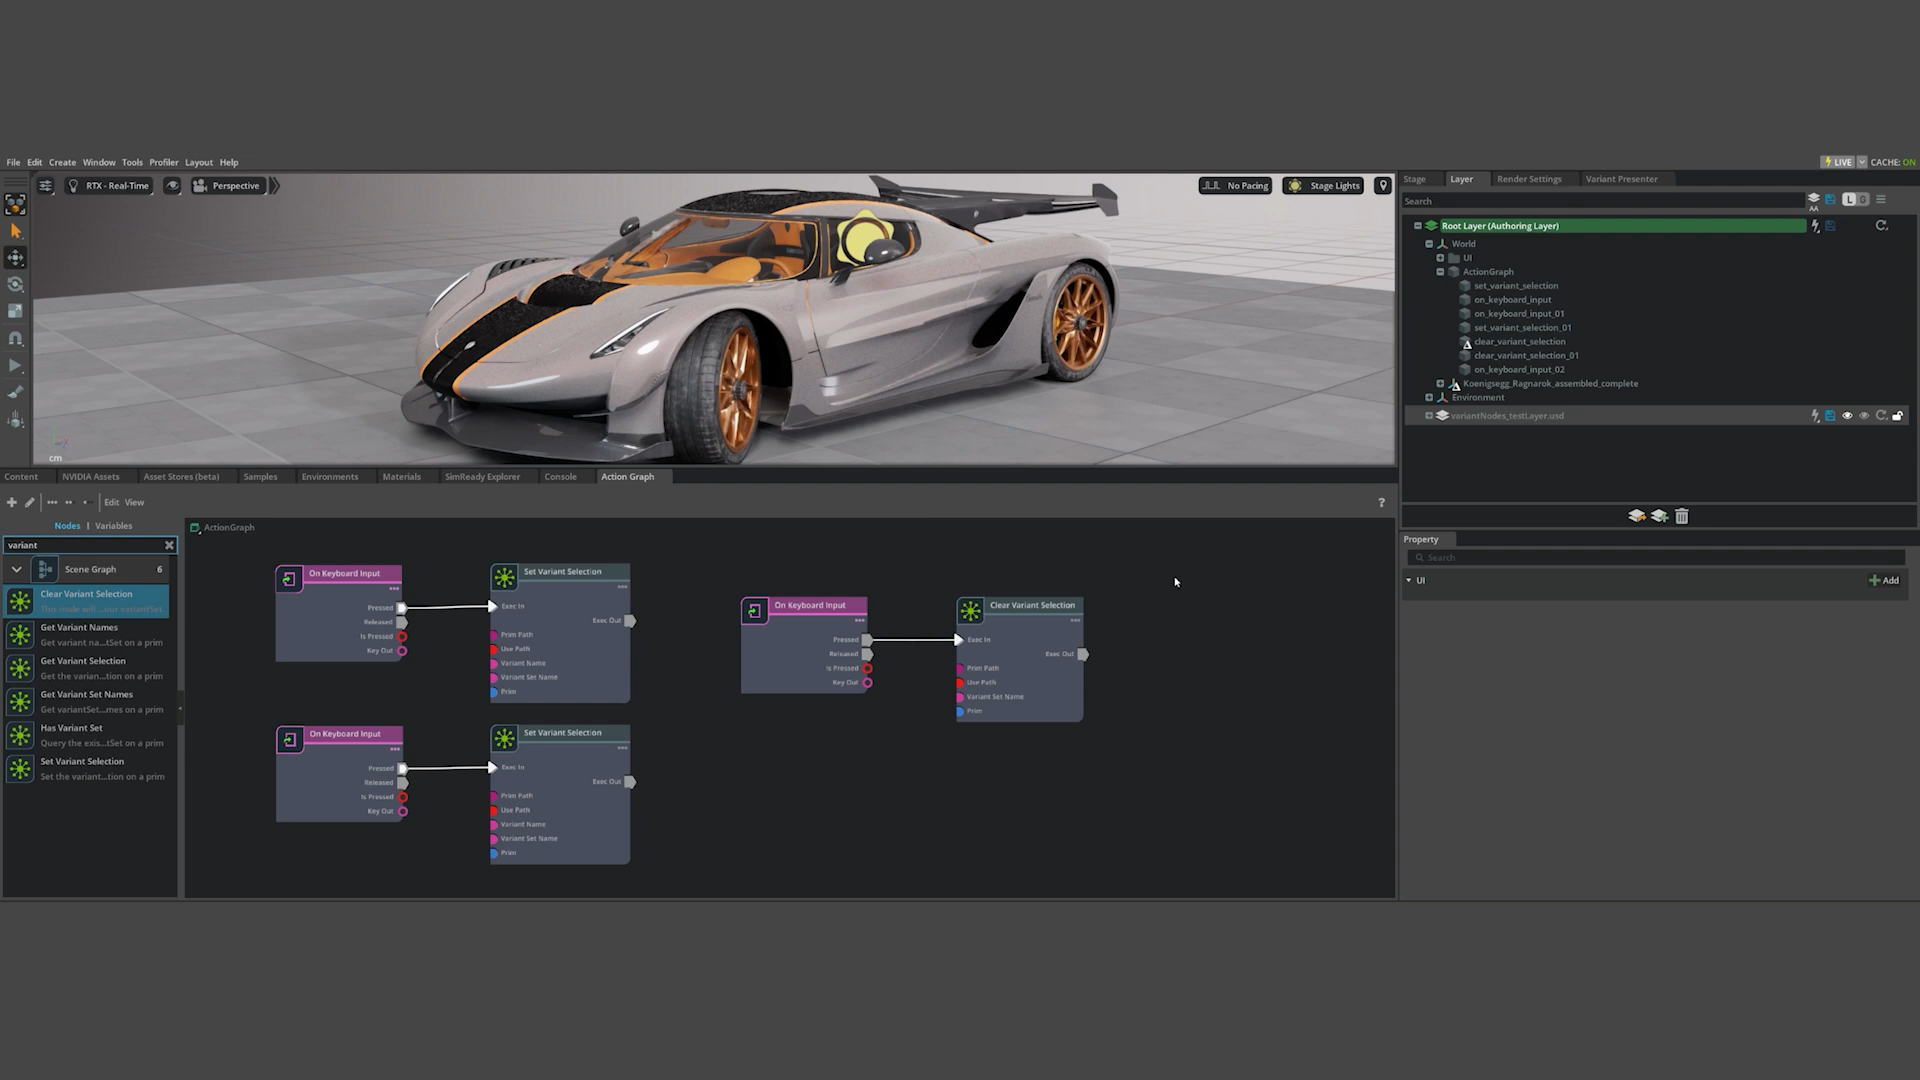 File Edit Create Window Tools Profiler Layout Help
LIVE CACHE: ON
RTX - Real-Time
Perspective
No Pacing
Stage Lights
cm
Stage Layer Render Settings Variant Presenter
Search
AA
L G
Root Layer (Authoring Layer)
World
UI
ActionGraph
set_variant_selection
on_keyboard_input
on_keyboard_input_01
set_variant_selection_01
clear_variant_selection
clear_variant_selection_01
on_keyboard_input_02
Koenigsegg_Ragnarok_assembled_complete
Environment
variantNodes_testLayer.usd
Content NVIDIA Assets Asset Stores (beta) Samples Environments Materials SimReady Explorer Console Action Graph
Edit View
?
Nodes | Variables
variant
Scene Graph 6
Clear Variant Selection
This node will ...our variantSet
Get Variant Names
Get variant na...tSet on a prim
Get Variant Selection
Get the varian...tion on a prim
Get Variant Set Names
Get variantSet...mes on a prim
Has Variant Set
Query the exis...tSet on a prim
Set Variant Selection
Set the variant...tion on a prim
ActionGraph
On Keyboard Input
Pressed
Released
Is Pressed
Key Out
Set Variant Selection
Exec In
Exec Out
Prim Path
Use Path
Variant Name
Variant Set Name
Prim
On Keyboard Input
Pressed
Released
Is Pressed
Key Out
Clear Variant Selection
Exec In
Exec Out
Prim Path
Use Path
Variant Set Name
Prim
On Keyboard Input
Pressed
Released
Is Pressed
Key Out
Set Variant Selection
Exec In
Exec Out
Prim Path
Use Path
Variant Name
Variant Set Name
Prim
Property
Search
UI
Add